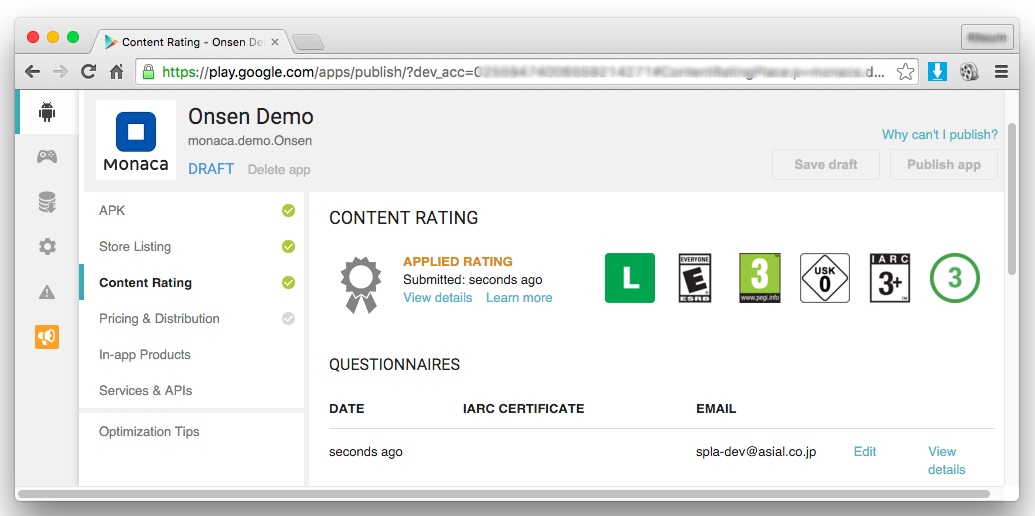 Content Rating - Onsen De
https://play.google.com/apps/publish/?dev_acc=0
Monaca
Onsen Demo
monaca.demo.Onsen
DRAFT Delete app
Why can't I publish?
Save draft Publish app
APK
Store Listing
Content Rating
Pricing & Distribution
In-app Products
Services & APIs
Optimization Tips
CONTENT RATING
APPLIED RATING
Submitted: seconds ago
View details Learn more
L
EVERYONE
E
ESRB
3
www.pegi.info
USK
0
IARC
3+
3
QUESTIONNAIRES
DATE IARC CERTIFICATE EMAIL
seconds ago spla-dev@asial.co.jp Edit View
details